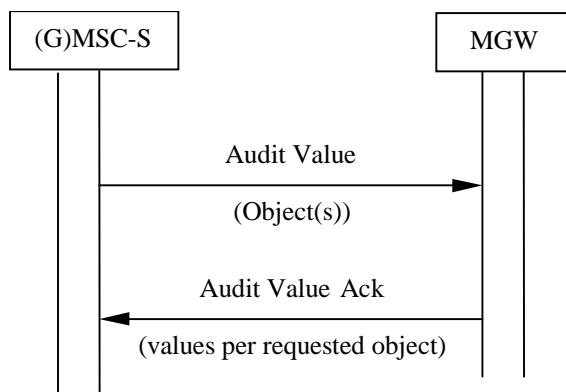 (G)MSC-S
MGW
Audit Value
(Object(s))
Audit Value Ack
(values per requested object)